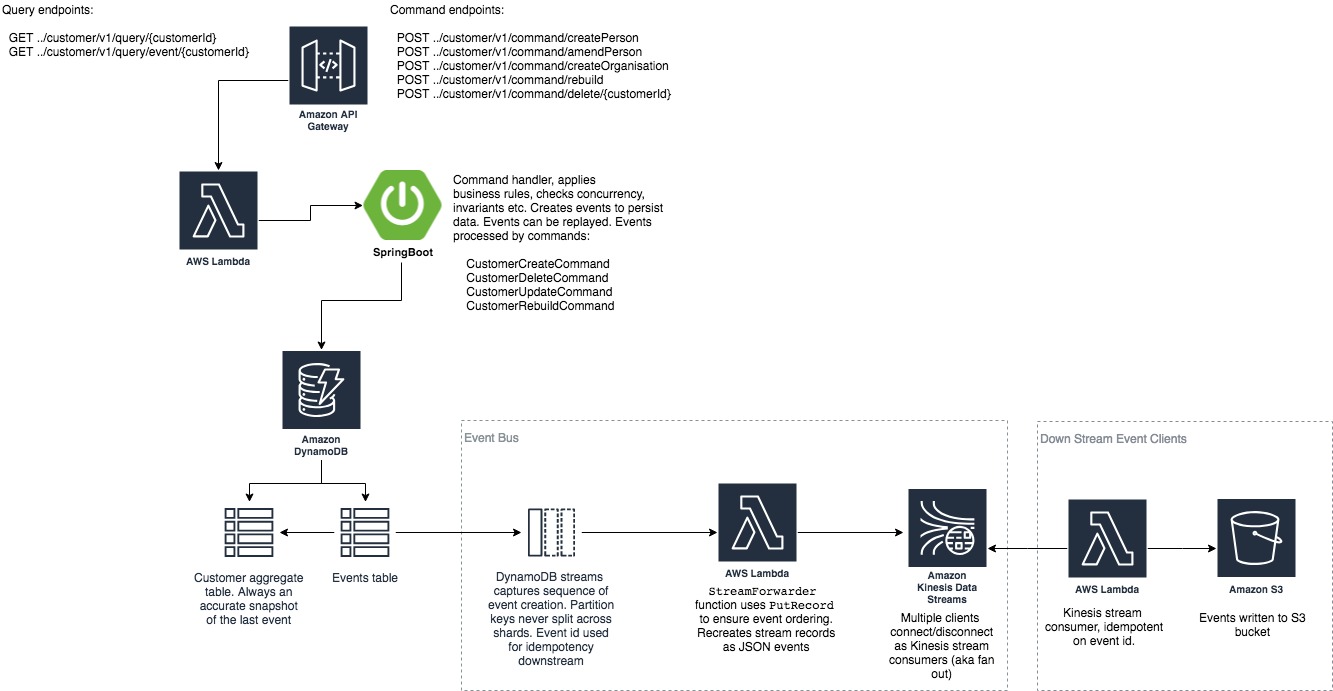 Query endpoints:
GET ../customer/v1/query/{customerId}
GET ../customer/v1/query/event/{customerId}
Command endpoints:
POST ../customer/v1/command/createPerson
POST ../customer/v1/command/amendPerson
POST ../customer/v1/command/createOrganisation
POST ../customer/v1/command/rebuild
POST ../customer/v1/command/delete/{customerId}
</>
Amazon API
Gateway
AWS Lambda
SpringBoot
Command handler, applies
business rules, checks concurrency,
invariants etc. Creates events to persist
data. Events can be replayed. Events
processed by commands:
CustomerCreateCommand
CustomerDeleteCommand
CustomerUpdateCommand
CustomerRebuildCommand
Amazon
DynamoDB
Customer aggregate
table. Always an
accurate snapshot
of the last event
Events table
Event Bus
DynamoDB streams
captures sequence of
event creation. Partition
keys never split across
shards. Event id used
for idempotency
downstream
AWS Lambda
StreamForwarder
function uses PutRecord
to ensure event ordering.
Recreates stream records
as JSON events
Amazon
Kinesis Data
Streams
Multiple clients
connect/disconnect
as Kinesis stream
consumers (aka fan
out)
Down Stream Event Clients
AWS Lambda
Kinesis stream
consumer, idempotent
on event id.
Amazon S3
Events written to S3
bucket